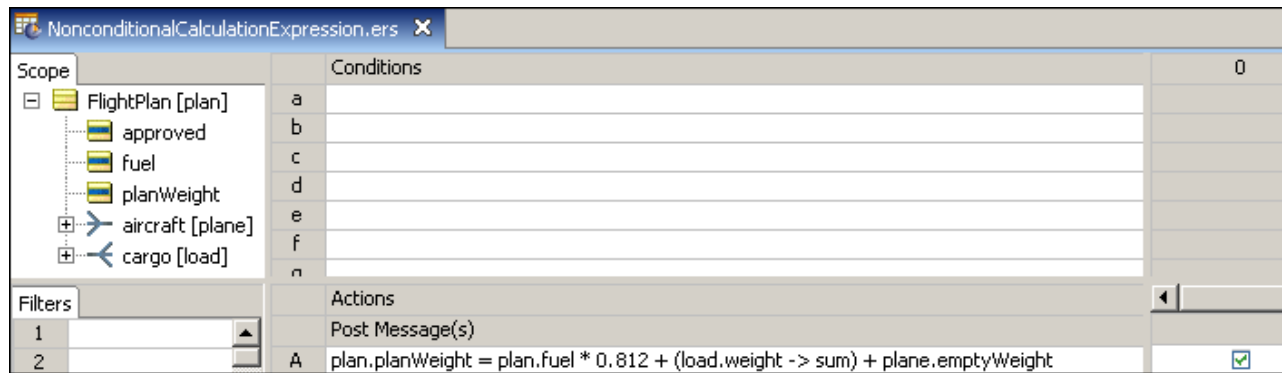 NonconditionalCalculationExpression.ers
Scope
Conditions
0
FlightPlan [plan]
approved
fuel
planWeight
aircraft [plane]
cargo [load]
a
b
c
d
e
f
Filters
1
2
Actions
Post Message(s)
A plan.planWeight = plan.fuel * 0.812 + (load.weight -> sum) + plane.emptyWeight